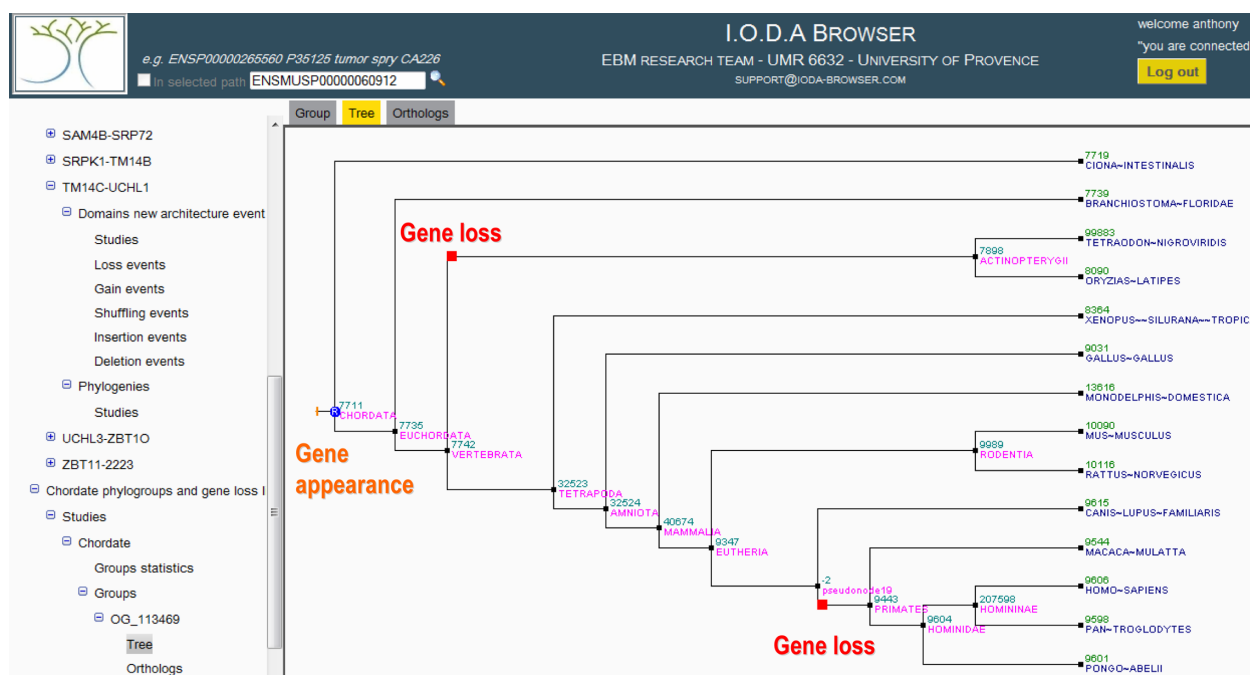 I.O.D.A BROWSER
EBM RESEARCH TEAM - UMR 6632 - UNIVERSITY OF PROVENCE
SUPPORT@IODA-BROWSER.COM
welcome anthony
"you are connected
Log out
e.g. ENSP00000265560 P35125 tumor spry CA226
In selected path ENSMUSP00000060912
Group Tree Orthologs
SAM4B-SRP72
SRPK1-TM14B
TM14C-UCHL1
Domains new architecture event
Studies
Loss events
Gain events
Shuffling events
Insertion events
Deletion events
Phylogenies
Studies
UCHL3-ZBT1O
ZBT11-2223
Chordate phylogroups and gene loss I
Studies
Chordate
Groups statistics
Groups
OG_113469
Tree
Orthologs
7719
CIONA~INTESTINALIS
7739
BRANCHIOSTOMA~FLORIDAE
Gene loss
99883
TETRAODON~NIGROVIRIDIS
7898
ACTINOPTERYGII
8090
ORYZIAS~LATIPES
8364
XENOPUS~~SILURANA~~TROPIC
9031
GALLUS~GALLUS
13616
MONODELPHIS~DOMESTICA
R
7711
CHORDATA
7735
EUCHORDATA
7742
VERTEBRATA
Gene
appearance
10090
MUS~MUSCULUS
9989
RODENTIA
10116
RATTUS~NORVEGICUS
32523
TETRAPODA
32524
AMNIOTA
40674
MAMMALIA
9347
EUTHERIA
9615
CANIS~LUPUS~FAMILIARIS
9544
MACACA~MULATTA
-2
pseudonode19
9443
PRIMATES
9606
HOMO~SAPIENS
207598
HOMININAE
9604
HOMINIDAE
9598
PAN~TROGLODYTES
Gene loss
9601
PONGO~ABELII